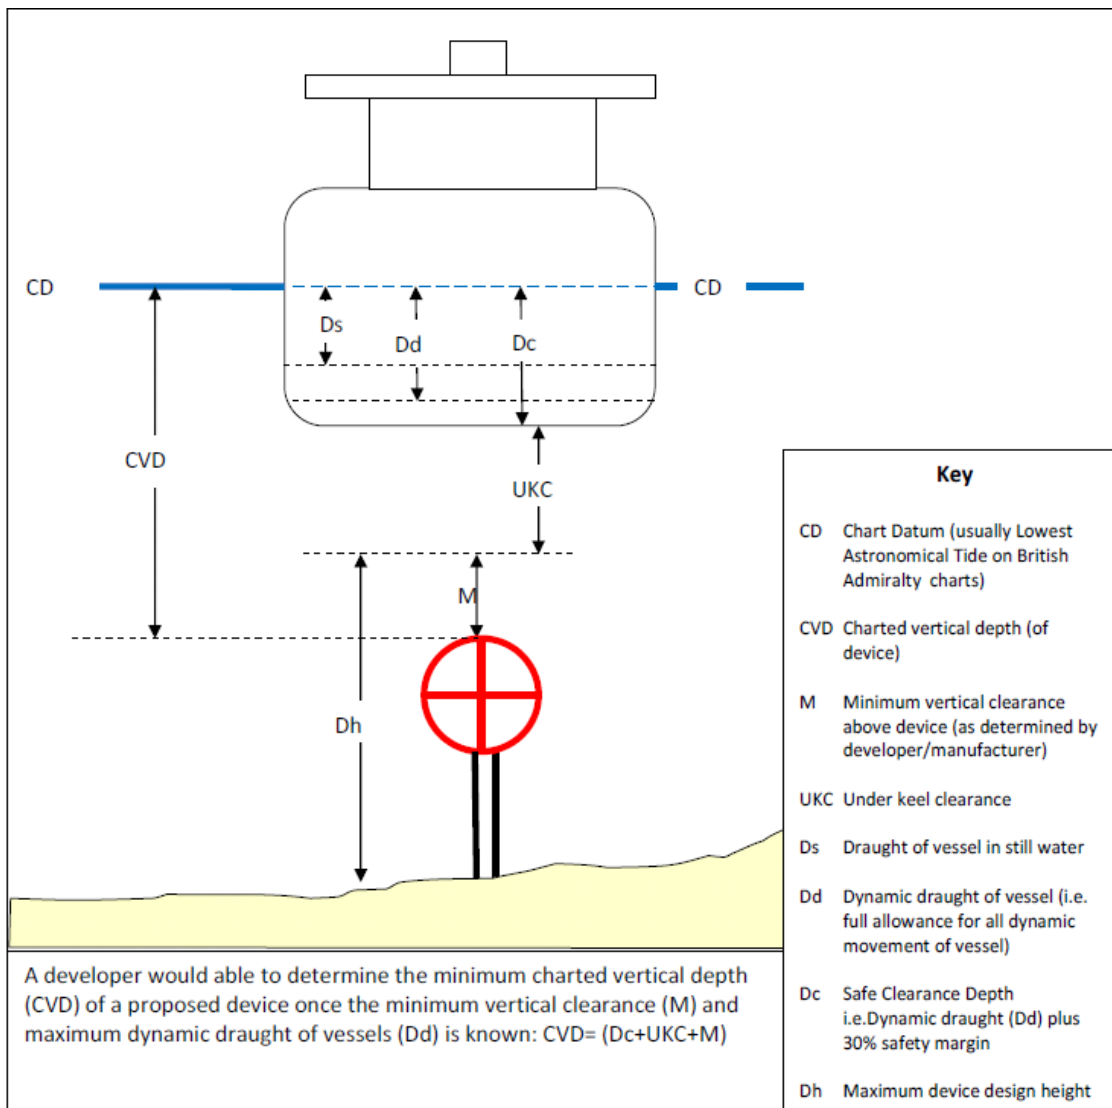 CD
CD
Ds
Dd
Dc
CVD
UKC
M
Dh
Key
CD Chart Datum (usually Lowest
Astronomical Tide on British
Admiralty charts)
CVD Charted vertical depth (of
device)
M Minimum vertical clearance
above device (as determined by
developer/manufacturer)
UKC Under keel clearance
Ds Draught of vessel in still water
Dd Dynamic draught of vessel (i.e.
full allowance for all dynamic
movement of vessel)
Dc Safe Clearance Depth
i.e.Dynamic draught (Dd) plus
30% safety margin
Dh Maximum device design height
A developer would able to determine the minimum charted vertical depth
(CVD) of a proposed device once the minimum vertical clearance (M) and
maximum dynamic draught of vessels (Dd) is known: CVD= (Dc+UKC+M)